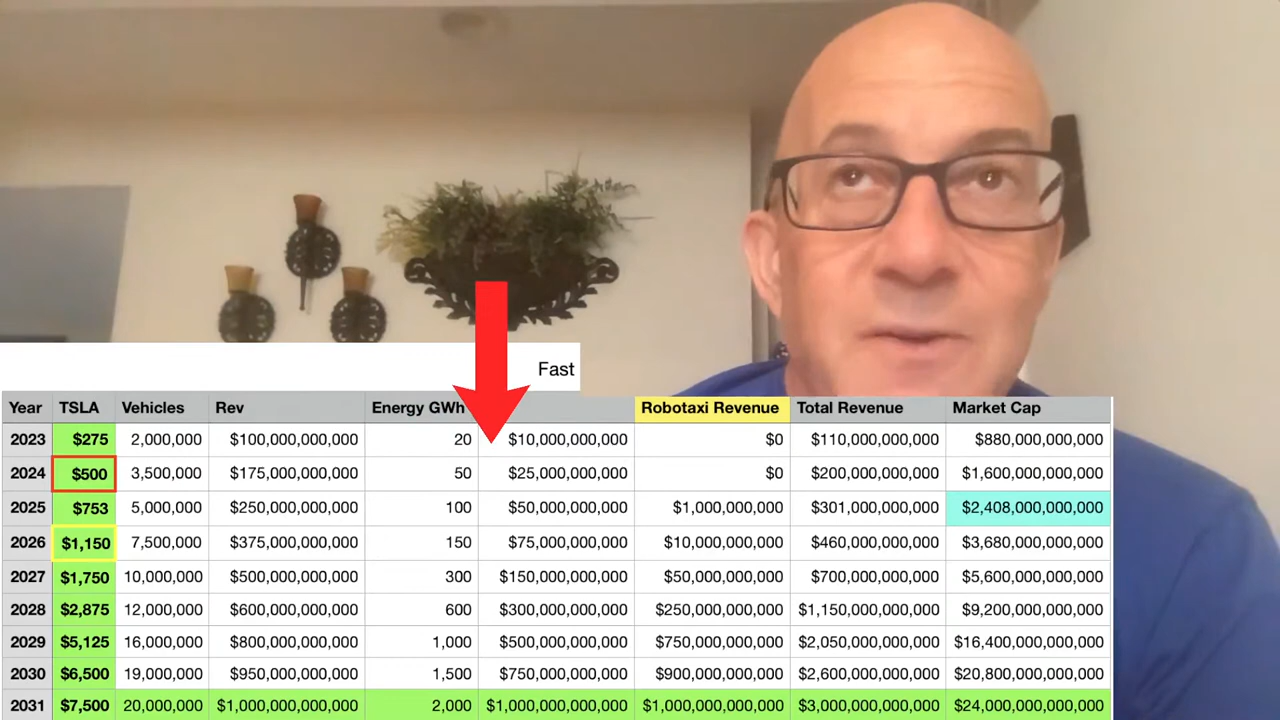 Fast
Year TSLA Vehicles Rev Energy GWh Robotaxi Revenue Total Revenue Market Cap
2023 $275 2,000,000 $100,000,000,000 20 $10,000,000,000 $0 $110,000,000,000 $880,000,000,000
2024 $500 3,500,000 $175,000,000,000 50 $25,000,000,000 $0 $200,000,000,000 $1,600,000,000,000
2025 $753 5,000,000 $250,000,000,000 100 $50,000,000,000 $1,000,000,000 $301,000,000,000 $2,408,000,000,000
2026 $1,150 7,500,000 $375,000,000,000 150 $75,000,000,000 $10,000,000,000 $460,000,000,000 $3,680,000,000,000
2027 $1,750 10,000,000 $500,000,000,000 300 $150,000,000,000 $50,000,000,000 $700,000,000,000 $5,600,000,000,000
2028 $2,875 12,000,000 $600,000,000,000 600 $300,000,000,000 $250,000,000,000 $1,150,000,000,000 $9,200,000,000,000
2029 $5,125 16,000,000 $800,000,000,000 1,000 $500,000,000,000 $750,000,000,000 $2,050,000,000,000 $16,400,000,000,000
2030 $6,500 19,000,000 $950,000,000,000 1,500 $750,000,000,000 $900,000,000,000 $2,600,000,000,000 $20,800,000,000,000
2031 $7,500 20,000,000 $1,000,000,000,000 2,000 $1,000,000,000,000 $1,000,000,000,000 $3,000,000,000,000 $24,000,000,000,000